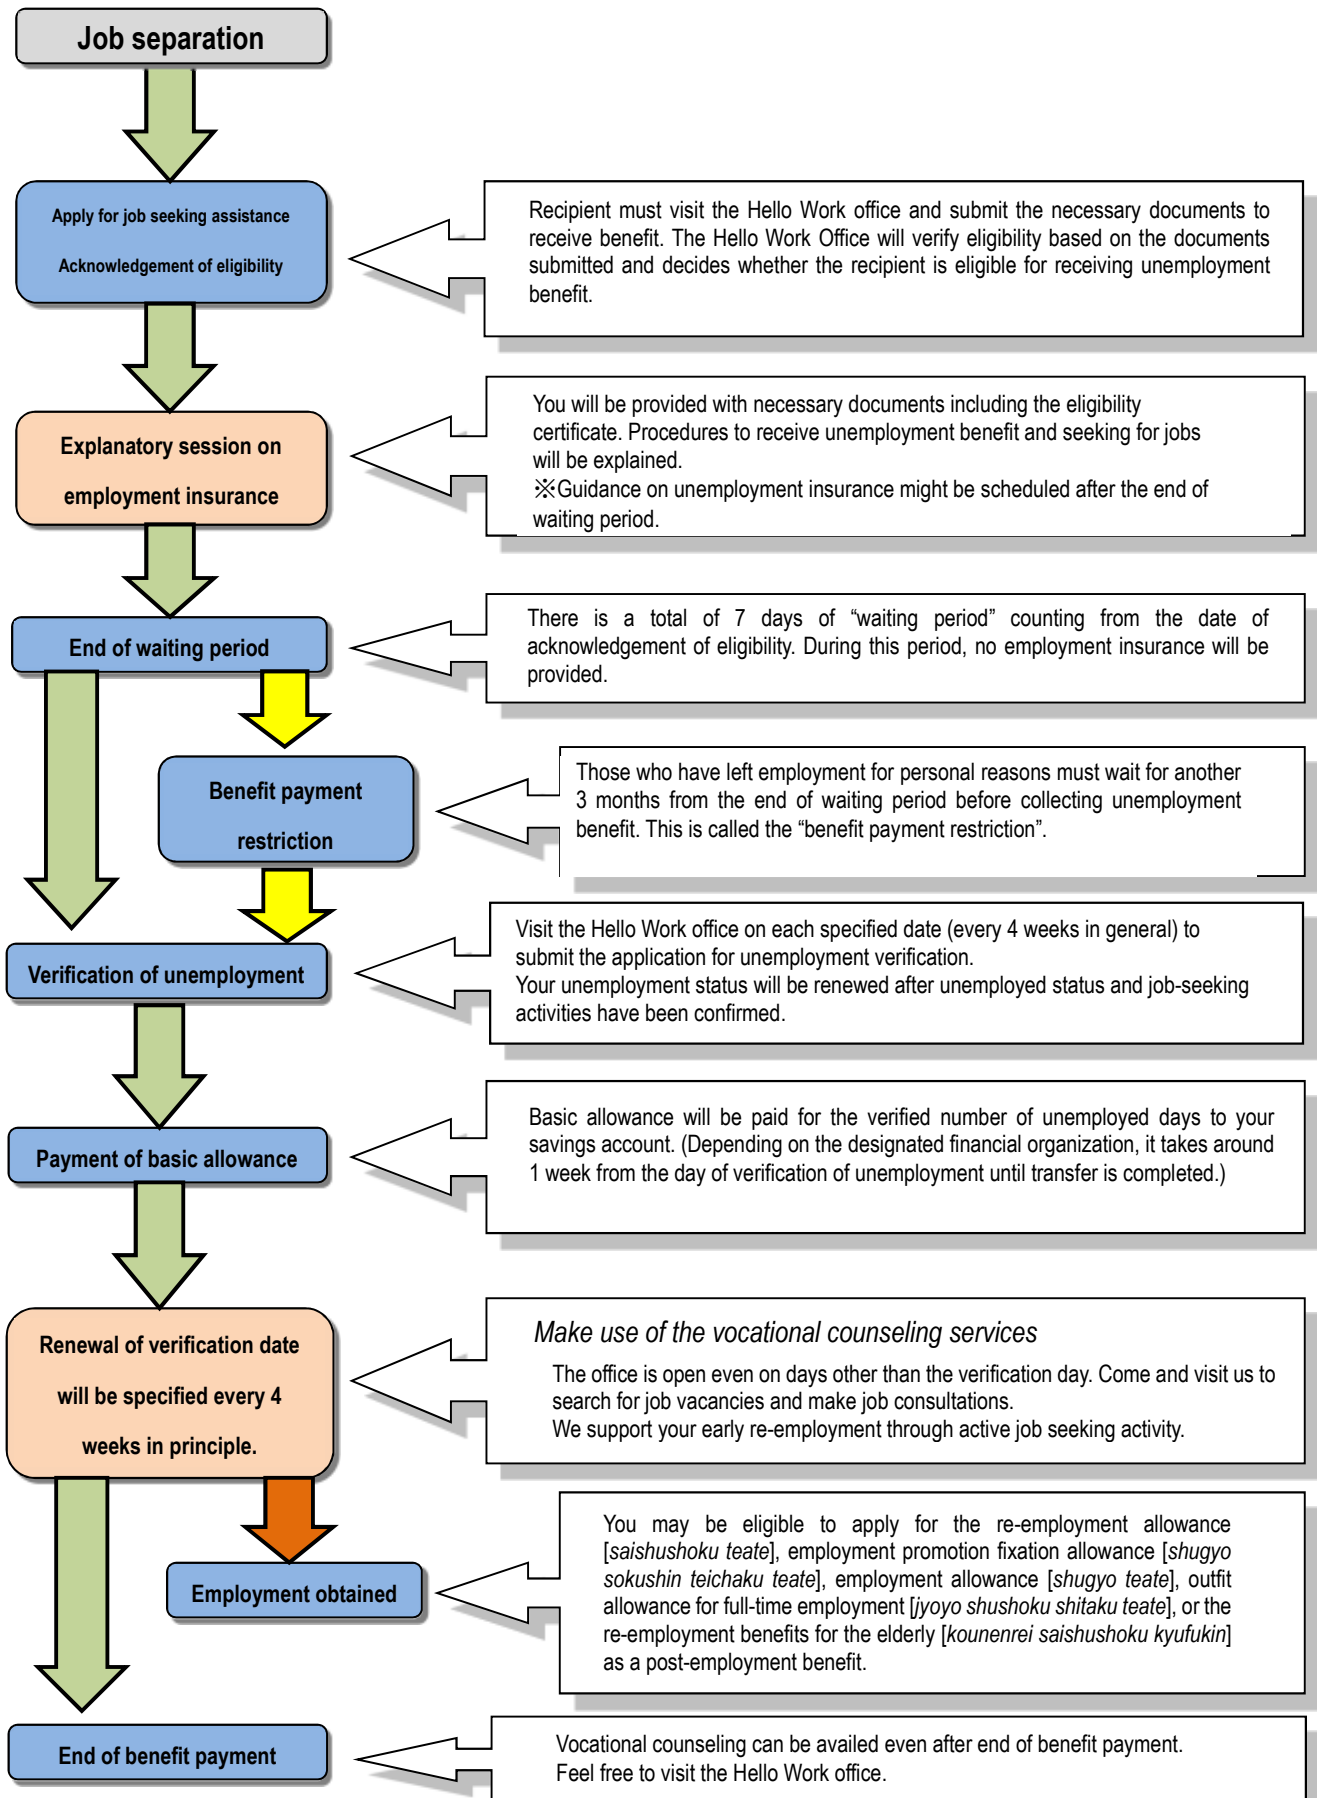 Job separation
Apply for job seeking assistance
Acknowledgement of eligibility
Recipient must visit the Hello Work office and submit the necessary documents to
receive benefit. The Hello Work Office will verify eligibility based on the documents
submitted and decides whether the recipient is eligible for receiving unemployment
benefit.
Explanatory session on
employment insurance
You will be provided with necessary documents including the eligibility
certificate. Procedures to receive unemployment benefit and seeking for jobs
will be explained.
※Guidance on unemployment insurance might be scheduled after the end of
waiting period.
End of waiting period
There is a total of 7 days of “waiting period” counting from the date of
acknowledgement of eligibility. During this period, no employment insurance will be
provided.
Benefit payment
restriction
Those who have left employment for personal reasons must wait for another
3 months from the end of waiting period before collecting unemployment
benefit. This is called the “benefit payment restriction”.
Verification of unemployment
Visit the Hello Work office on each specified date (every 4 weeks in general) to
submit the application for unemployment verification.
Your unemployment status will be renewed after unemployed status and job-seeking
activities have been confirmed.
Payment of basic allowance
Basic allowance will be paid for the verified number of unemployed days to your
savings account. (Depending on the designated financial organization, it takes around
1 week from the day of verification of unemployment until transfer is completed.)
Renewal of verification date
will be specified every 4
weeks in principle.
Make use of the vocational counseling services
The office is open even on days other than the verification day. Come and visit us to
search for job vacancies and make job consultations.
We support your early re-employment through active job seeking activity.
Employment obtained
You may be eligible to apply for the re-employment allowance
[saishushoku teate], employment promotion fixation allowance [shugyo
sokushin teichaku teate], employment allowance [shugyo teate], outfit
allowance for full-time employment [jyoyo shushoku shitaku teate], or the
re-employment benefits for the elderly [kounenrei saishushoku kyufukin]
as a post-employment benefit.
End of benefit payment
Vocational counseling can be availed even after end of benefit payment.
Feel free to visit the Hello Work office.